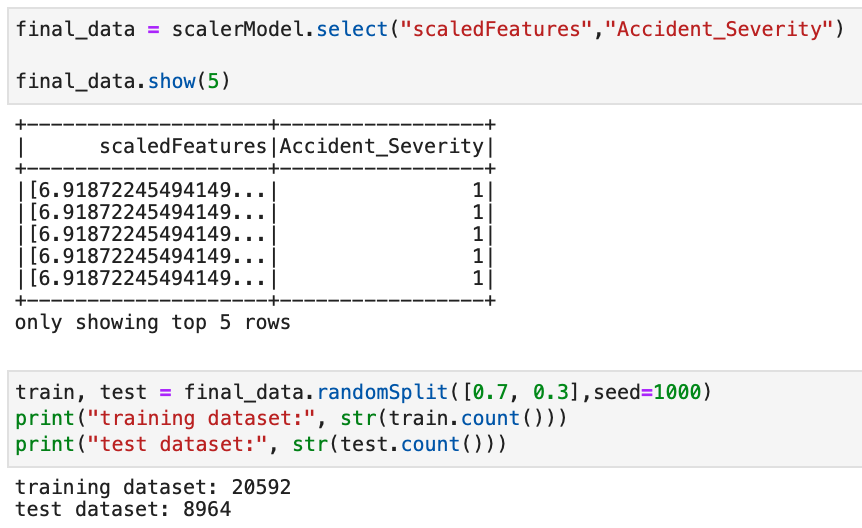 final_data = scalerModel.select("scaledFeatures","Accident_Severity")
final_data.show(5)
+--------------------+-----------------+
|      scaledFeatures|Accident_Severity|
+--------------------+-----------------+
|[6.91872245494149...|                1|
|[6.91872245494149...|                1|
|[6.91872245494149...|                1|
|[6.91872245494149...|                1|
|[6.91872245494149...|                1|
+--------------------+-----------------+
only showing top 5 rows
train, test = final_data.randomSplit([0.7, 0.3],seed=1000)
print("training dataset:", str(train.count()))
print("test dataset:", str(test.count()))
training dataset: 20592
test dataset: 8964